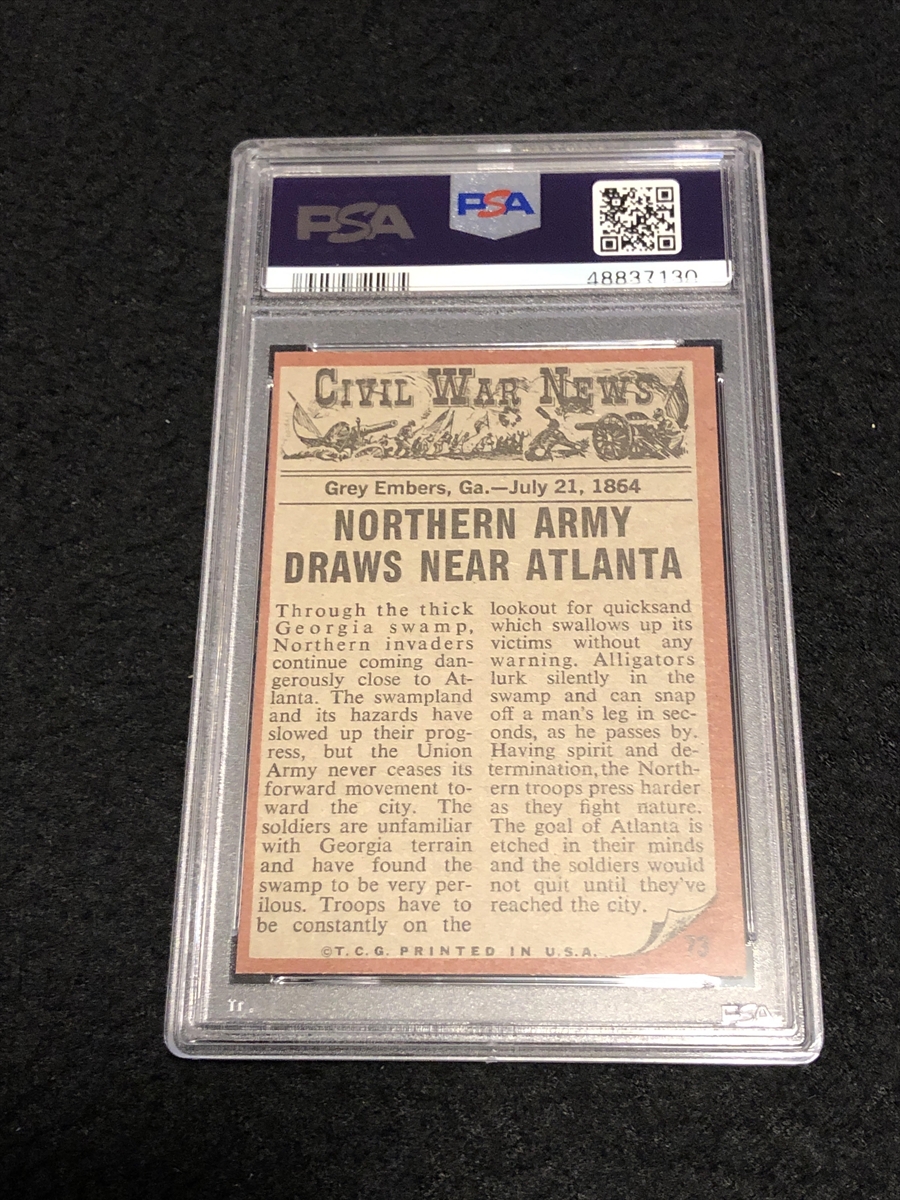 PSA
PSA
48837130
CIVIL WAR NEWS
Grey Embers, Ga.—July 21, 1864
NORTHERN ARMY
DRAWS NEAR ATLANTA
Through the thick
Georgia swamp,
Northern invaders
continue coming dan-
gerously close to At-
lanta. The swampland
and its hazards have
slowed up their prog-
ress, but the Union
Army never ceases its
forward movement to-
ward the city. The
soldiers are unfamiliar
with Georgia terrain
and have found the
swamp to be very per-
ilous. Troops have to
be constantly on the
lookout for quicksand
which swallows up its
victims without any
warning. Alligators
lurk silently in the
swamp and can snap
off a man's leg in sec-
onds, as he passes by.
Having spirit and de-
termination, the North-
ern troops press harder
as they fight nature.
The goal of Atlanta is
etched in their minds
and the soldiers would
not quit until they've
reached the city.
©T.C.G. PRINTED IN U.S.A.
73
PSA